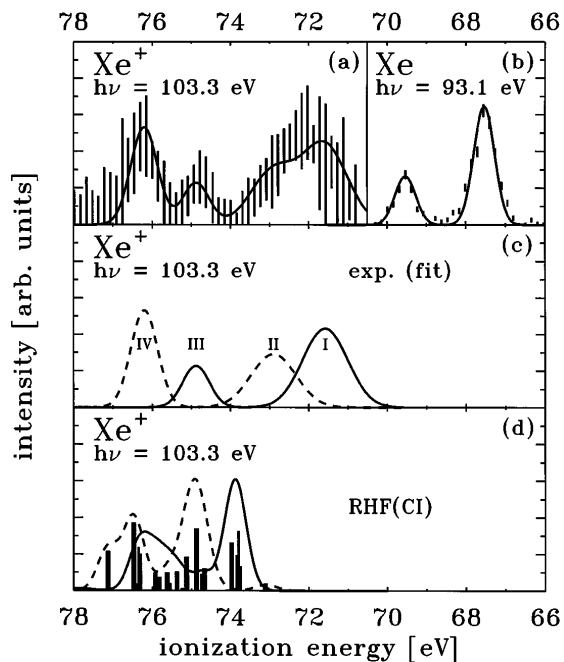 76 74 72 70 68 66
Xe+ (a) Xe (b)
hν = 103.3 eV hν = 93.1 eV
Xe+ (c)
hν = 103.3 eV exp. (fit)
IV III II I
Xe+ (d)
hν = 103.3 eV
RHF(CI)
78 76 74 72 70 68 66
ionization energy [eV]
intensity [arb. units]